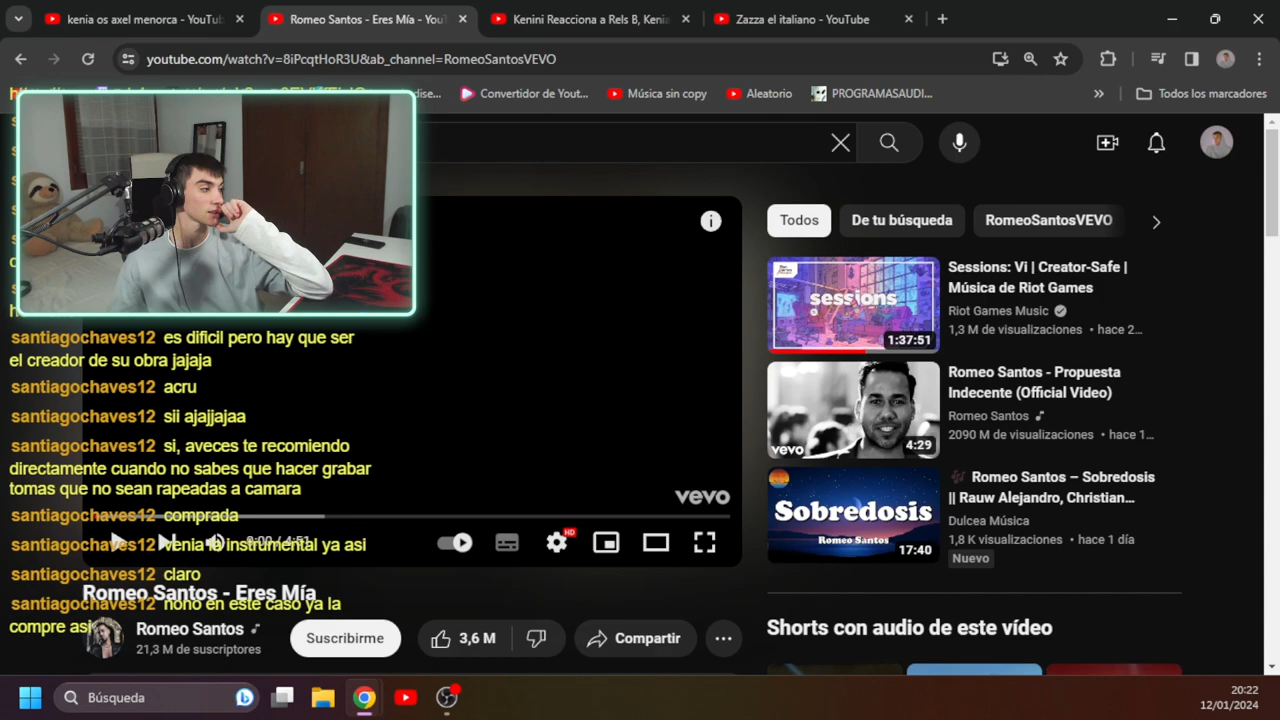 kenia os axel menorca - YouTub
Romeo Santos - Eres Mía - You
Kenini Reacciona a Rels B, Kenia
Zazza el italiano - YouTube
youtube.com/watch?v=8iPcqtHoR3U&ab_channel=RomeoSantosVEVO
Convertidor de Yout...
Música sin copy
Aleatorio
PROGRAMASAUDI...
»
Todos los marcadores
Todos
De tu búsqueda
RomeoSantosVEVO
Sessions: Vi | Creator-Safe |
Música de Riot Games
Riot Games Music
1,3 M de visualizaciones • hace 2...
sessions
1:37:51
Romeo Santos - Propuesta
Indecente (Official Video)
Romeo Santos
2090 M de visualizaciones • hace 1...
vevo
4:29
Romeo Santos – Sobredosis
|| Rauw Alejandro, Christian...
Dulcea Música
1,8 K visualizaciones • hace 1 día
Nuevo
Sobredosis
Romeo Santos
17:40
santiagochaves12 es dificil pero hay que ser
el creador de su obra jajaja
santiagochaves12 acru
santiagochaves12 sii ajajjajaa
santiagochaves12 si, aveces te recomiendo
directamente cuando no sabes que hacer grabar
tomas que no sean rapeadas a camara
santiagochaves12 comprada
santiagochaves12 venia la instrumental ya asi
santiagochaves12 claro
santiagochaves12 nono en este caso ya la
compre asi
vevo
0:00 / 4:51
HD
Romeo Santos - Eres Mía
Romeo Santos
21,3 M de suscriptores
Suscribirme
3,6 M
Compartir
Shorts con audio de este vídeo
Búsqueda
20:22
12/01/2024